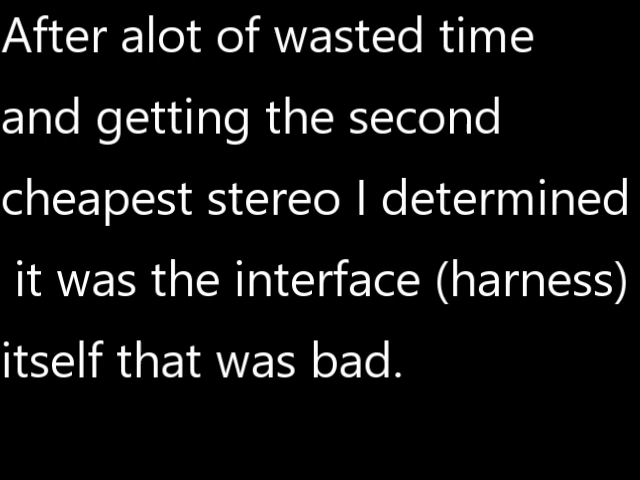 After alot of wasted time
and getting the second
cheapest stereo I determined
it was the interface (harness)
itself that was bad.